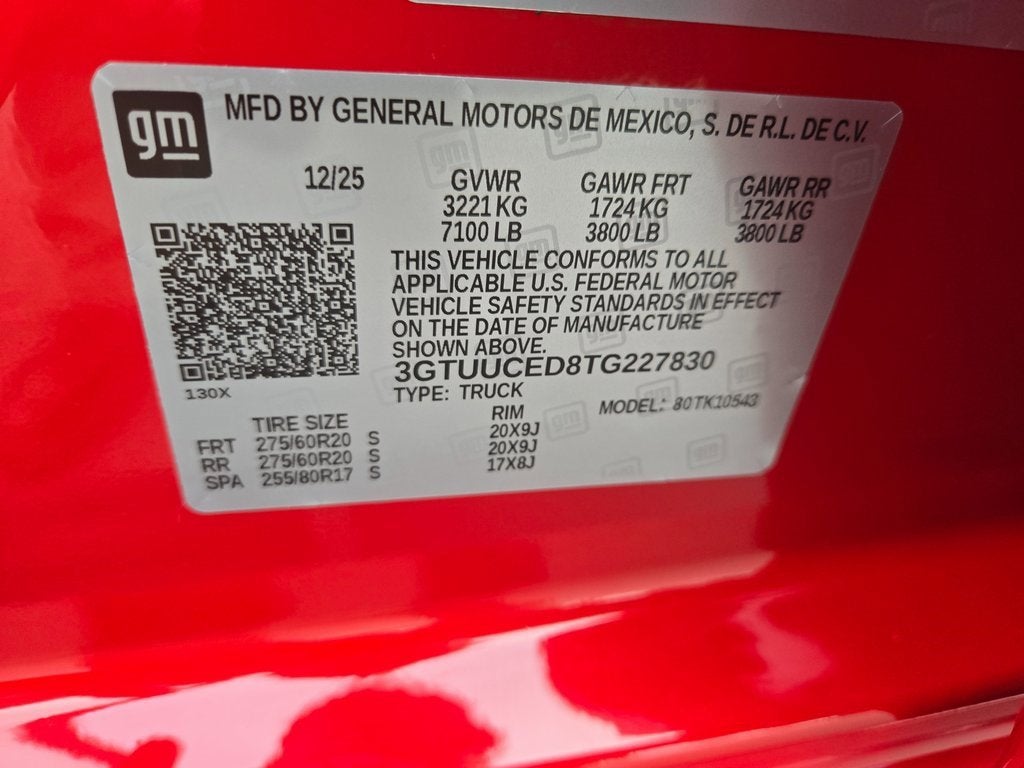 gm
MFD BY GENERAL MOTORS DE MEXICO, S. DE R.L. DE C.V.
12/25 GVWR GAWR FRT GAWR RR
3221 KG 1724 KG 1724 KG
7100 LB 3800 LB 3800 LB
THIS VEHICLE CONFORMS TO ALL
APPLICABLE U.S. FEDERAL MOTOR
VEHICLE SAFETY STANDARDS IN EFFECT
ON THE DATE OF MANUFACTURE
SHOWN ABOVE.
3GTUUCED8TG227830
130X
TYPE: TRUCK MODEL: 80TK10543
TIRE SIZE RIM
FRT 275/60R20 S 20X9J
RR 275/60R20 S 20X9J
SPA 255/80R17 S 17X8J